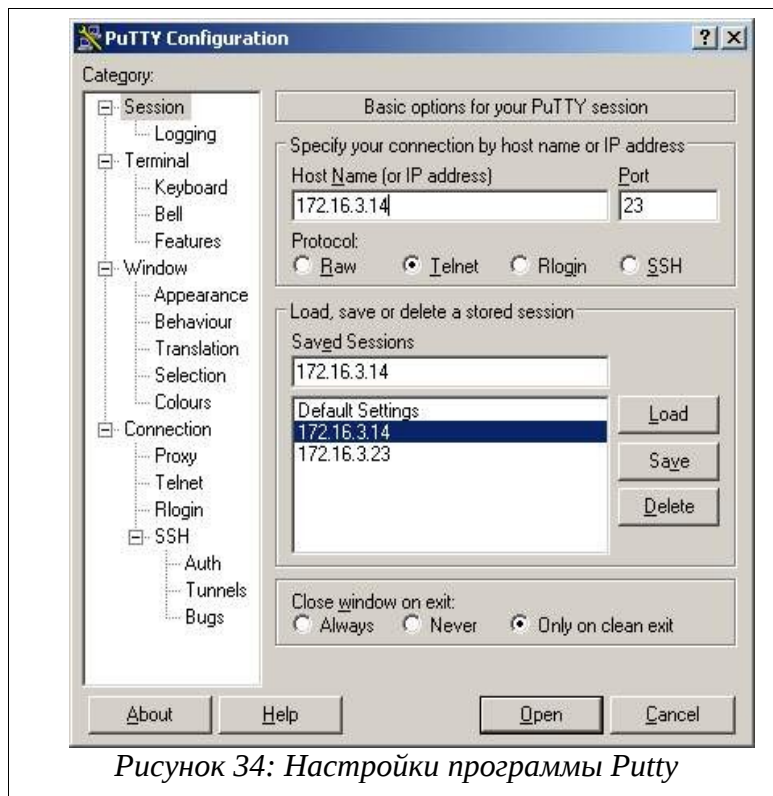 PuTTY Configuration
Category:
Session
Logging
Terminal
Keyboard
Bell
Features
Window
Appearance
Behaviour
Translation
Selection
Colours
Connection
Proxy
Telnet
Rlogin
SSH
Auth
Tunnels
Bugs
Basic options for your PuTTY session
Specify your connection by host name or IP address
Host Name (or IP address) Port
172.16.3.14 23
Protocol:
Raw Telnet Rlogin SSH
Load, save or delete a stored session
Saved Sessions
172.16.3.14
Default Settings
172.16.3.14
172.16.3.23
Load
Save
Delete
Close window on exit:
Always Never Only on clean exit
About Help Open Cancel
Рисунок 34: Настройки программы Putty